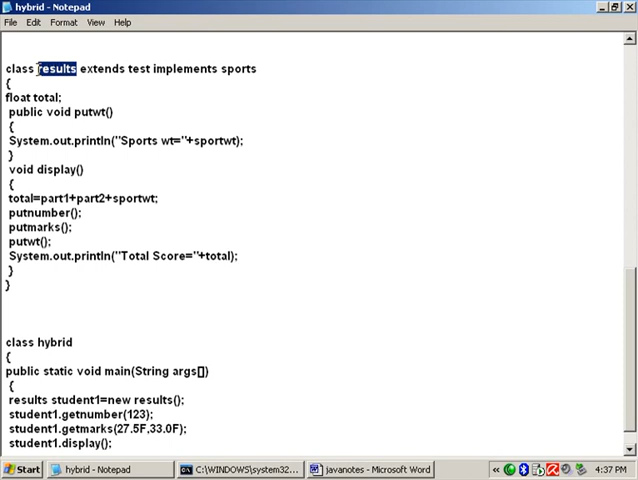 hybrid - Notepad
File Edit Format View Help
class results extends test implements sports
{
float total;
public void putwt()
{
System.out.println("Sports wt="+sportwt);
}
void display()
{
total=part1+part2+sportwt;
putnumber();
putmarks();
putwt();
System.out.println("Total Score="+total);
}
}
class hybrid
{
public static void main(String args[])
{
results student1=new results();
student1.getnumber(123);
student1.getmarks(27.5F,33.0F);
student1.display();
Start hybrid - Notepad C:\WINDOWS\system32... javanotes - Microsoft Word « 4:37 PM